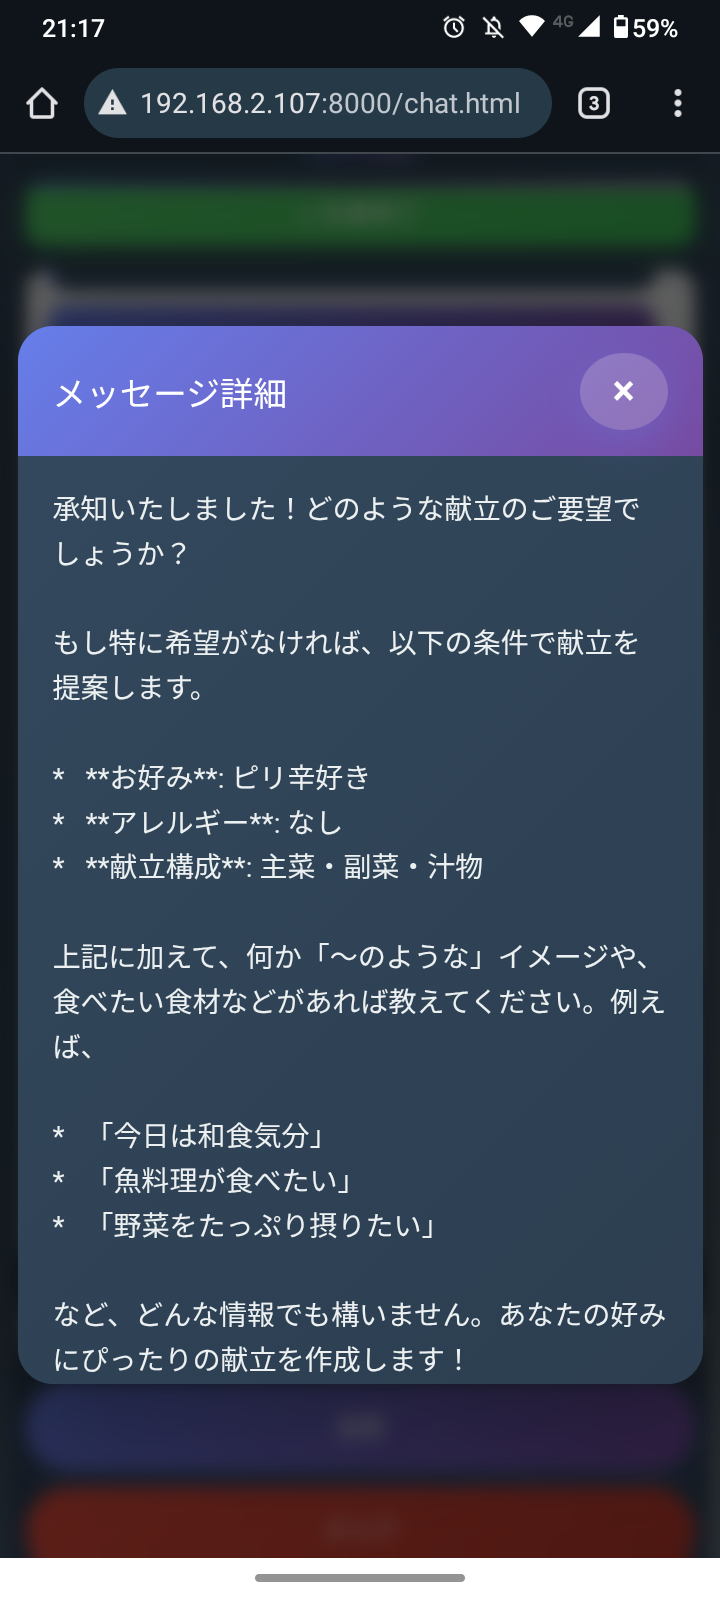 21:17
4G
59%
192.168.2.107:8000/chat.html
3
メッセージ詳細
×
承知いたしました！どのような献立のご要望で
しょうか？
もし特に希望がなければ、以下の条件で献立を
提案します。
* **お好み**: ピリ辛好き
* **アレルギー**: なし
* **献立構成**: 主菜・副菜・汁物
上記に加えて、何か「〜のような」イメージや、
食べたい食材などがあれば教えてください。例え
ば、
* 「今日は和食気分」
* 「魚料理が食べたい」
* 「野菜をたっぷり摂りたい」
など、どんな情報でも構いません。あなたの好み
にぴったりの献立を作成します！